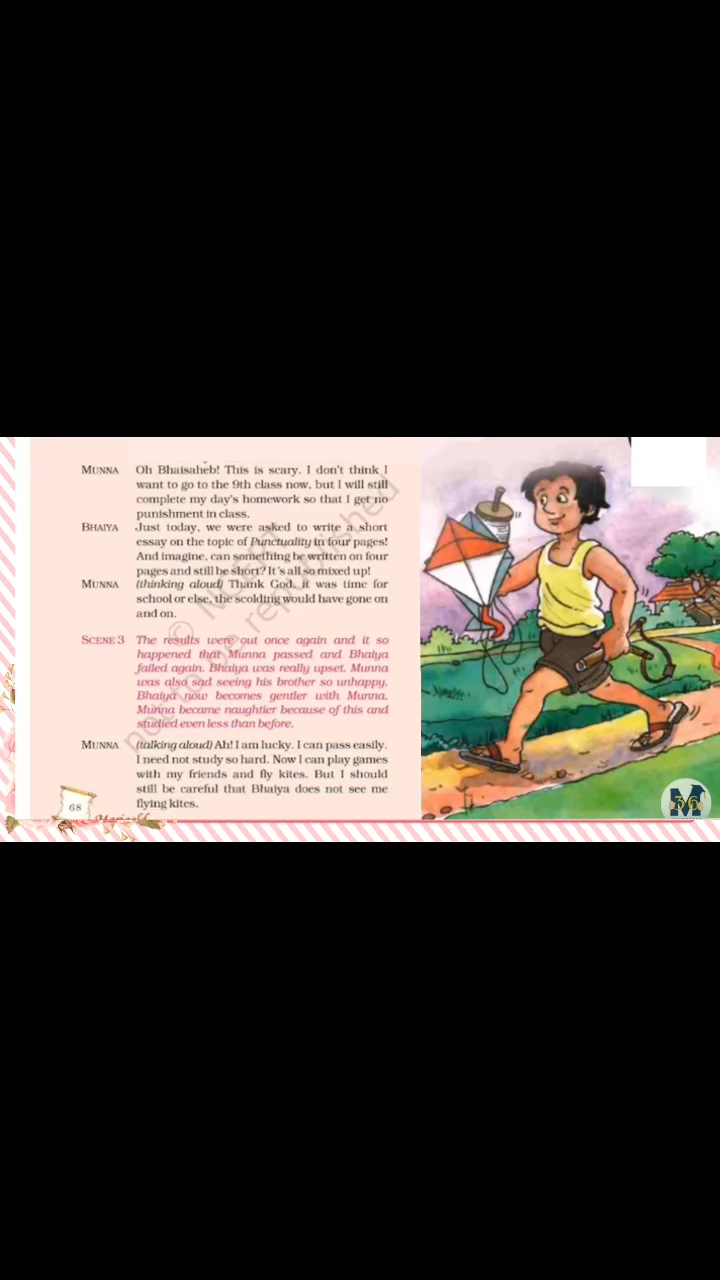 MUNNA Oh Bhaisaheb! This is scary. I don't think I
want to go to the 9th class now, but I will still
complete my day's homework so that I get no
punishment in class.
BHAIYA Just today, we were asked to write a short
essay on the topic of Punctuality in four pages!
And imagine, can something be written on four
pages and still be short? It's all so mixed up!
MUNNA (thinking aloud) Thank God, it was time for
school or else, the scolding would have gone on
and on.
SCENE 3 The results were out once again and it so
happened that Munna passed and Bhaiya
failed again. Bhaiya was really upset. Munna
was also sad seeing his brother so unhappy.
Bhaiya now becomes gentler with Munna.
Munna became naughtier because of this and
studied even less than before.
MUNNA (talking aloud) Ah! I am lucky. I can pass easily.
I need not study so hard. Now I can play games
with my friends and fly kites. But I should
still be careful that Bhaiya does not see me
flying kites.
68
© NCERT
not to be republished
M
36